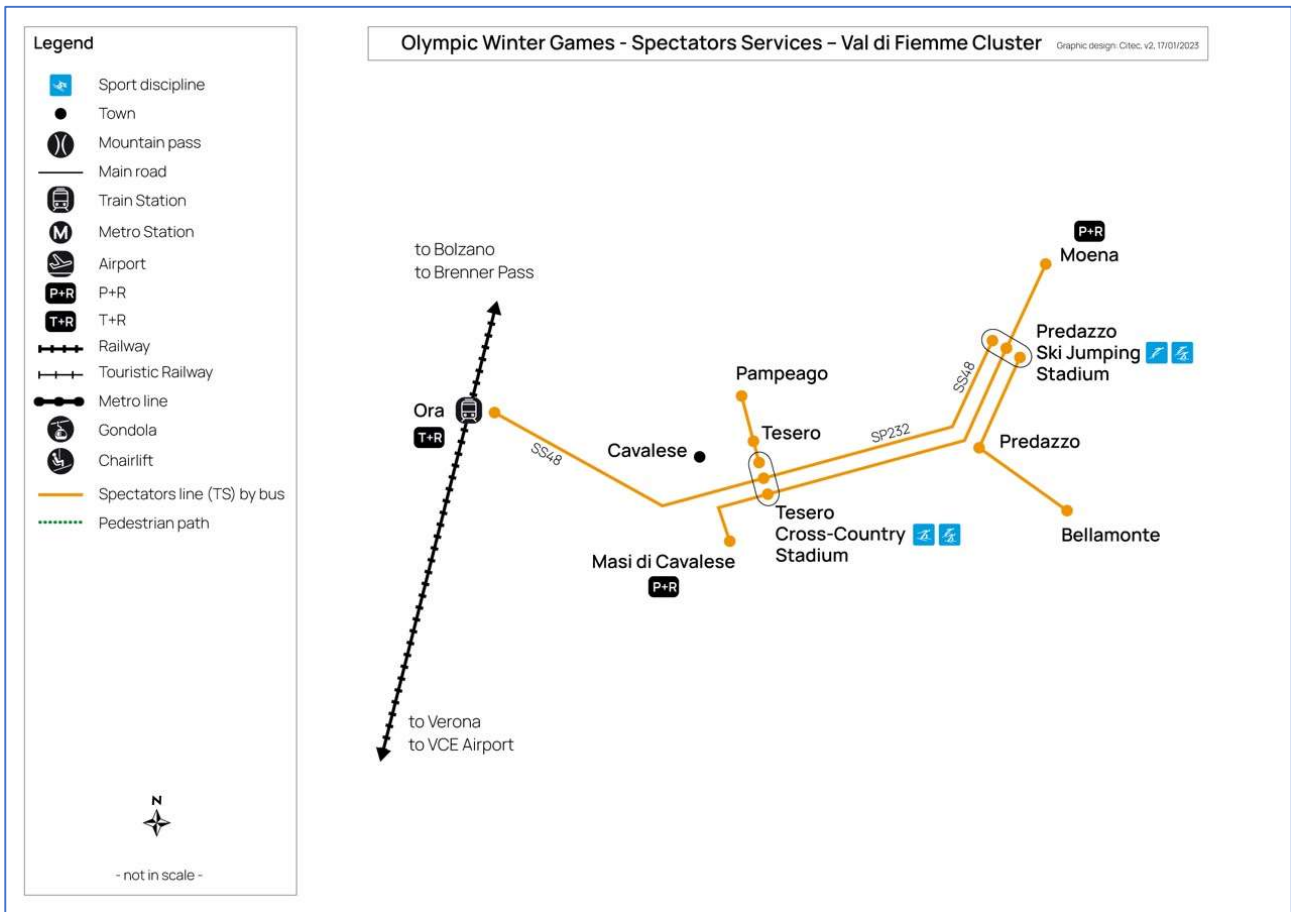 Legend
Sport discipline
Town
Mountain pass
Main road
Train Station
M
Metro Station
Airport
P+R
P+R
T+R
T+R
Railway
Touristic Railway
Metro line
Gondola
Chairlift
Spectators line (TS) by bus
Pedestrian path
N
- not in scale -
Olympic Winter Games - Spectators Services – Val di Fiemme Cluster
Graphic design: Citec, v2, 17/01/2023
to Bolzano
to Brenner Pass
P+R
Moena
Predazzo
Ski Jumping
Stadium
SS48
Pampeago
Ora
T+R
Tesero
SP232
Cavalese
SS48
Predazzo
Tesero
Cross-Country
Stadium
Bellamonte
Masi di Cavalese
P+R
to Verona
to VCE Airport